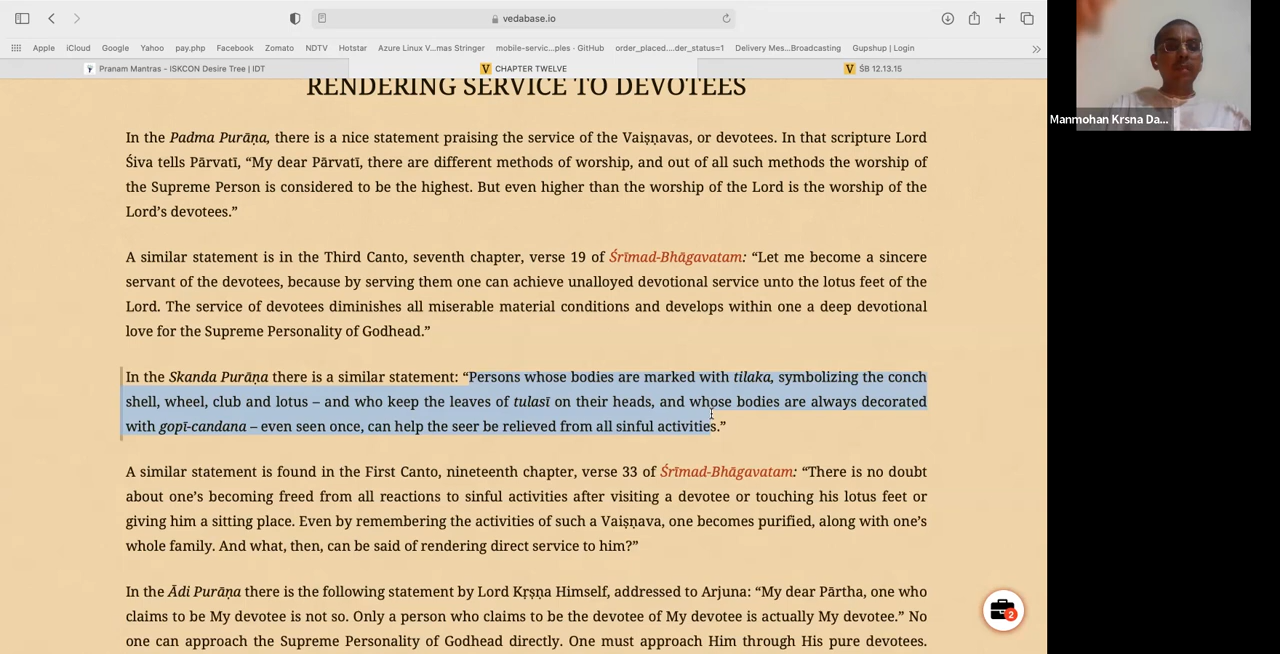 vedabase.io
Apple iCloud Google Yahoo pay.php Facebook Zomato NDTV Hotstar Azure Linux V...mas Stringer mobile-servic...ples · GitHub order_placed....der_status=1 Delivery Mes...Broadcasting Gupshup | Login
Pranam Mantras - ISKCON Desire Tree | IDT
CHAPTER TWELVE
ŚB 12.13.15
Manmohan Krsna Da...
RENDERING SERVICE TO DEVOTEES
In the Padma Purāṇa, there is a nice statement praising the service of the Vaiṣṇavas, or devotees. In that scripture Lord
Śiva tells Pārvatī, “My dear Pārvatī, there are different methods of worship, and out of all such methods the worship of
the Supreme Person is considered to be the highest. But even higher than the worship of the Lord is the worship of the
Lord’s devotees.”
A similar statement is in the Third Canto, seventh chapter, verse 19 of Śrīmad-Bhāgavatam: “Let me become a sincere
servant of the devotees, because by serving them one can achieve unalloyed devotional service unto the lotus feet of the
Lord. The service of devotees diminishes all miserable material conditions and develops within one a deep devotional
love for the Supreme Personality of Godhead.”
In the Skanda Purāṇa there is a similar statement: “Persons whose bodies are marked with tilaka, symbolizing the conch
shell, wheel, club and lotus – and who keep the leaves of tulasī on their heads, and whose bodies are always decorated
with gopī-candana – even seen once, can help the seer be relieved from all sinful activities.”
A similar statement is found in the First Canto, nineteenth chapter, verse 33 of Śrīmad-Bhāgavatam: “There is no doubt
about one’s becoming freed from all reactions to sinful activities after visiting a devotee or touching his lotus feet or
giving him a sitting place. Even by remembering the activities of such a Vaiṣṇava, one becomes purified, along with one’s
whole family. And what, then, can be said of rendering direct service to him?”
In the Ādi Purāṇa there is the following statement by Lord Kṛṣṇa Himself, addressed to Arjuna: “My dear Pārtha, one who
claims to be My devotee is not so. Only a person who claims to be the devotee of My devotee is actually My devotee.” No
one can approach the Supreme Personality of Godhead directly. One must approach Him through His pure devotees.
2